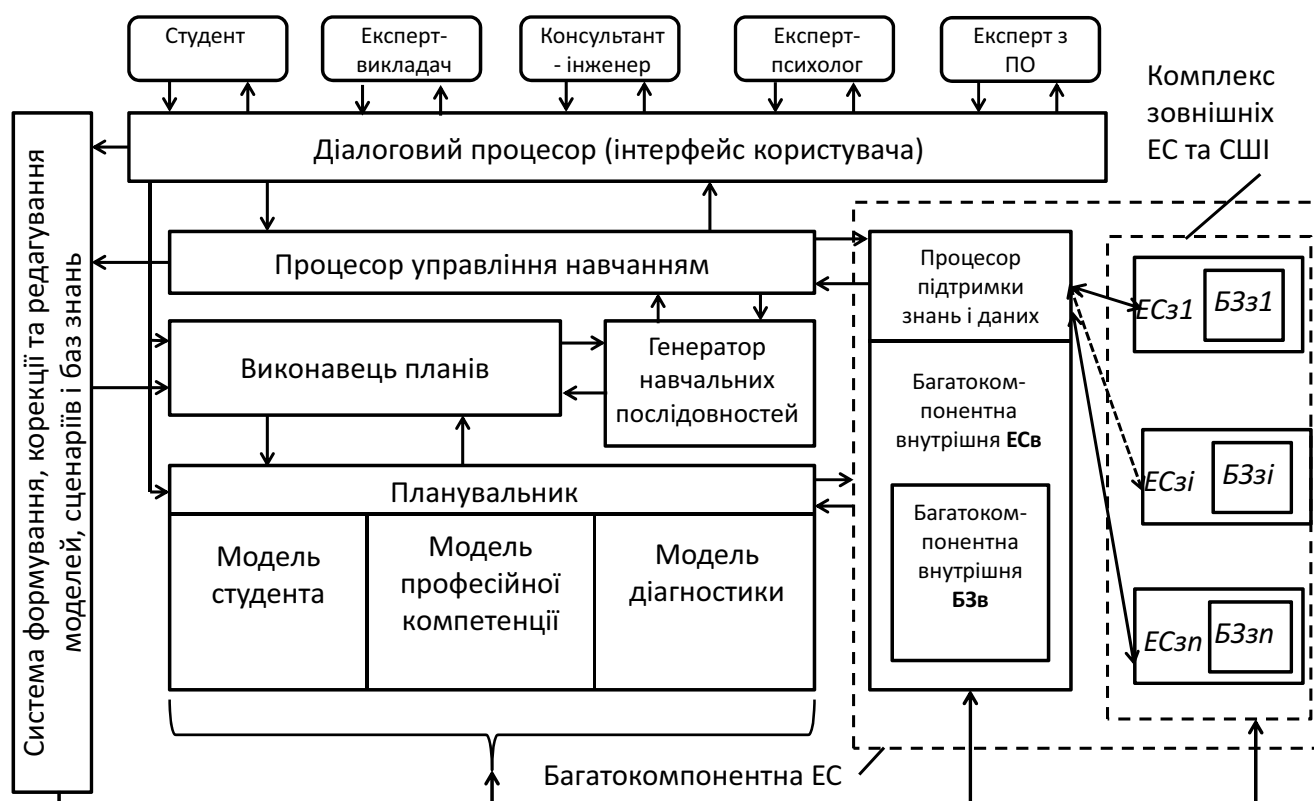 Студент
Експерт-
викладач
Консультант
- інженер
Експерт-
психолог
Експерт з
ПО
Комплекс
зовнішніх
ЕС та СШІ
Діалоговий процесор (інтерфейс користувача)
Система формування, корекції та редагування
моделей, сценаріїв і баз знань
Процесор управління навчанням
Процесор
підтримки
знань і даних
ЕСз1
БЗз1
Виконавець планів
Генератор
навчальних
послідовностей
Багатоком-
понентна
внутрішня ЕСв
ЕСзі
БЗзі
Планувальник
Багатоком-
понентна
внутрішня
БЗв
Модель
студента
Модель
професійної
компетенції
Модель
діагностики
ЕСзп
БЗзп
Багатокомпонентна ЕС